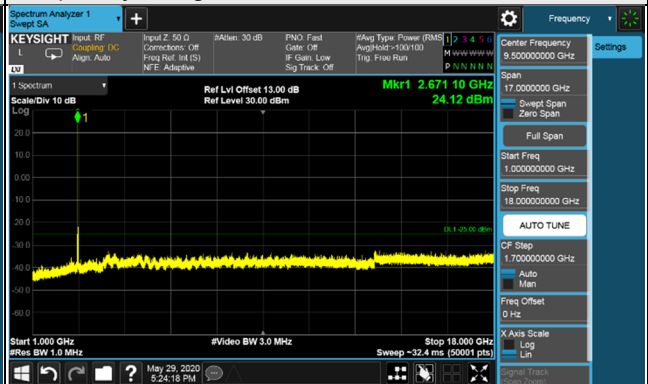 Spectrum Analyzer 1
Swept SA
Frequency
KEYSIGHT
Input: RF
Coupling: DC
Align: Auto
Input Z: 50 Ω
Corrections: Off
Freq Ref: Int (S)
NFE: Adaptive
#Atten: 30 dB
PNO: Fast
Gate: Off
IF Gain: Low
Sig Track: Off
#Avg Type: Power (RMS
Avg|Hold:>100/100
Trig: Free Run
1 2 3 4 5 6
M W W W W W
P N N N N N
L
LXI
Center Frequency
9.500000000 GHz
Settings
Span
17.0000000 GHz
Swept Span
Zero Span
Full Span
Start Freq
1.000000000 GHz
Stop Freq
18.000000000 GHz
AUTO TUNE
CF Step
1.700000000 GHz
Auto
Man
Freq Offset
0 Hz
X Axis Scale
Log
Lin
Signal Track
(Span Zoom)
1 Spectrum
Scale/Div 10 dB
Ref Lvl Offset 13.00 dB
Ref Level 30.00 dBm
Mkr1 2.671 10 GHz
24.12 dBm
Log
1
20.0
10.0
0.00
-10.0
-20.0
-30.0
-40.0
-50.0
-60.0
DL1 -25.00 dBm
Start 1.000 GHz
#Res BW 1.0 MHz
#Video BW 3.0 MHz
Stop 18.000 GHz
Sweep ~32.4 ms (50001 pts)
?
May 29, 2020
5:24:18 PM